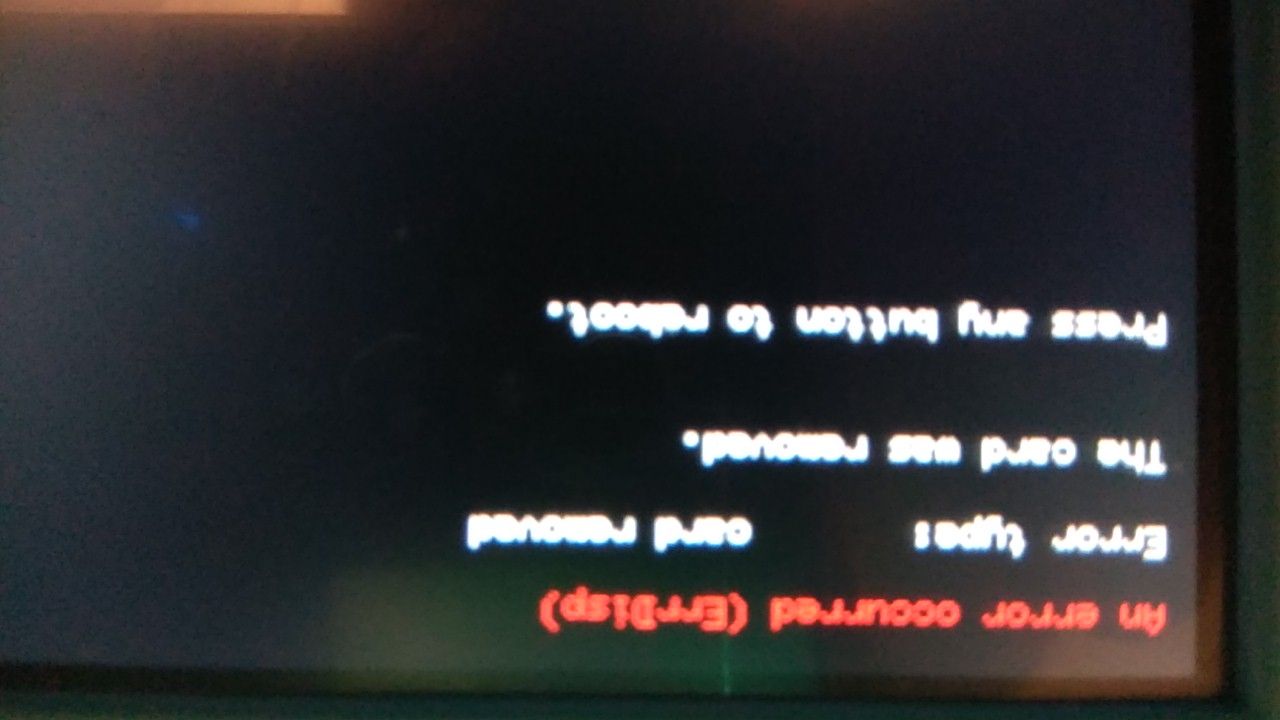 An error occurred (ErrDisp)
Error type: card removed
The card was removed.
Press any button to reboot.